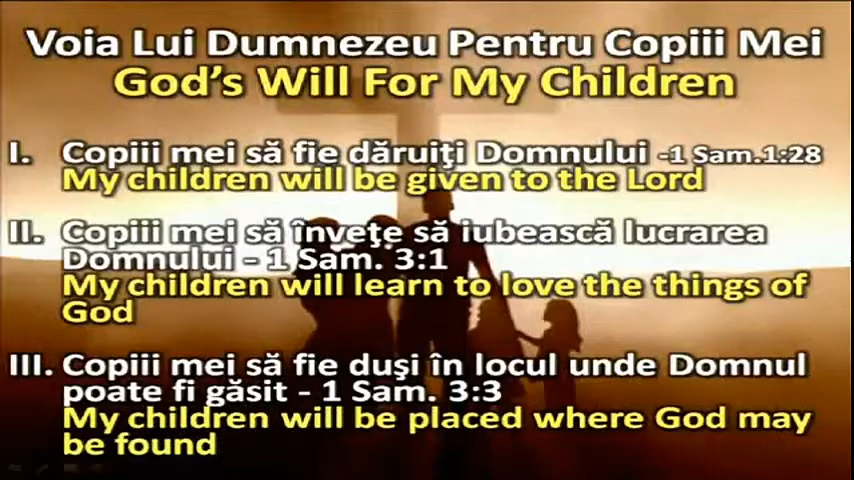 Voia Lui Dumnezeu Pentru Copiii Mei
God's Will For My Children
I. Copiii mei să fie dăruiţi Domnului -1 Sam.1:28
My children will be given to the Lord
II. Copiii mei să înveţe să iubească lucrarea
Domnului - 1 Sam. 3:1
My children will learn to love the things of
God
III. Copiii mei să fie duşi în locul unde Domnul
poate fi găsit - 1 Sam. 3:3
My children will be placed where God may
be found